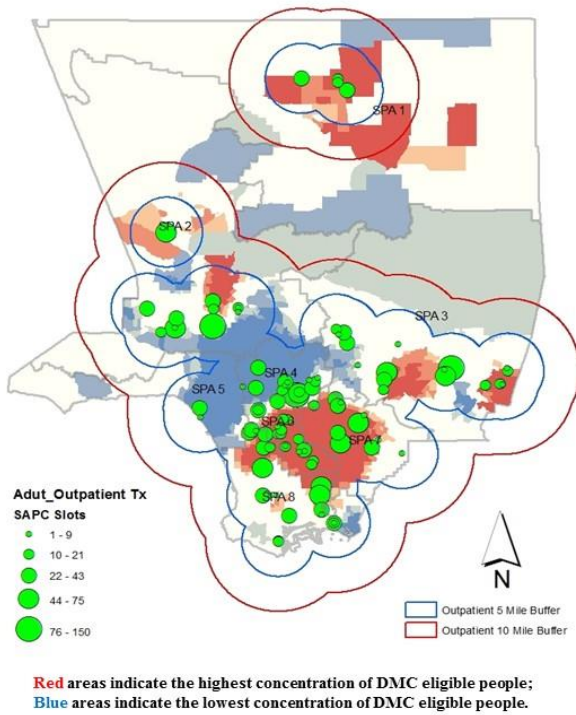 SPA 1
SPA 2
SPA 3
SPA 4
SPA 5
SPA 6
SPA 7
SPA 8
Adut_Outpatient Tx
SAPC Slots
1 - 9
10 - 21
22 - 43
44 - 75
76 - 150
N
Outpatient 5 Mile Buffer
Outpatient 10 Mile Buffer
Red areas indicate the highest concentration of DMC eligible people;
Blue areas indicate the lowest concentration of DMC eligible people.